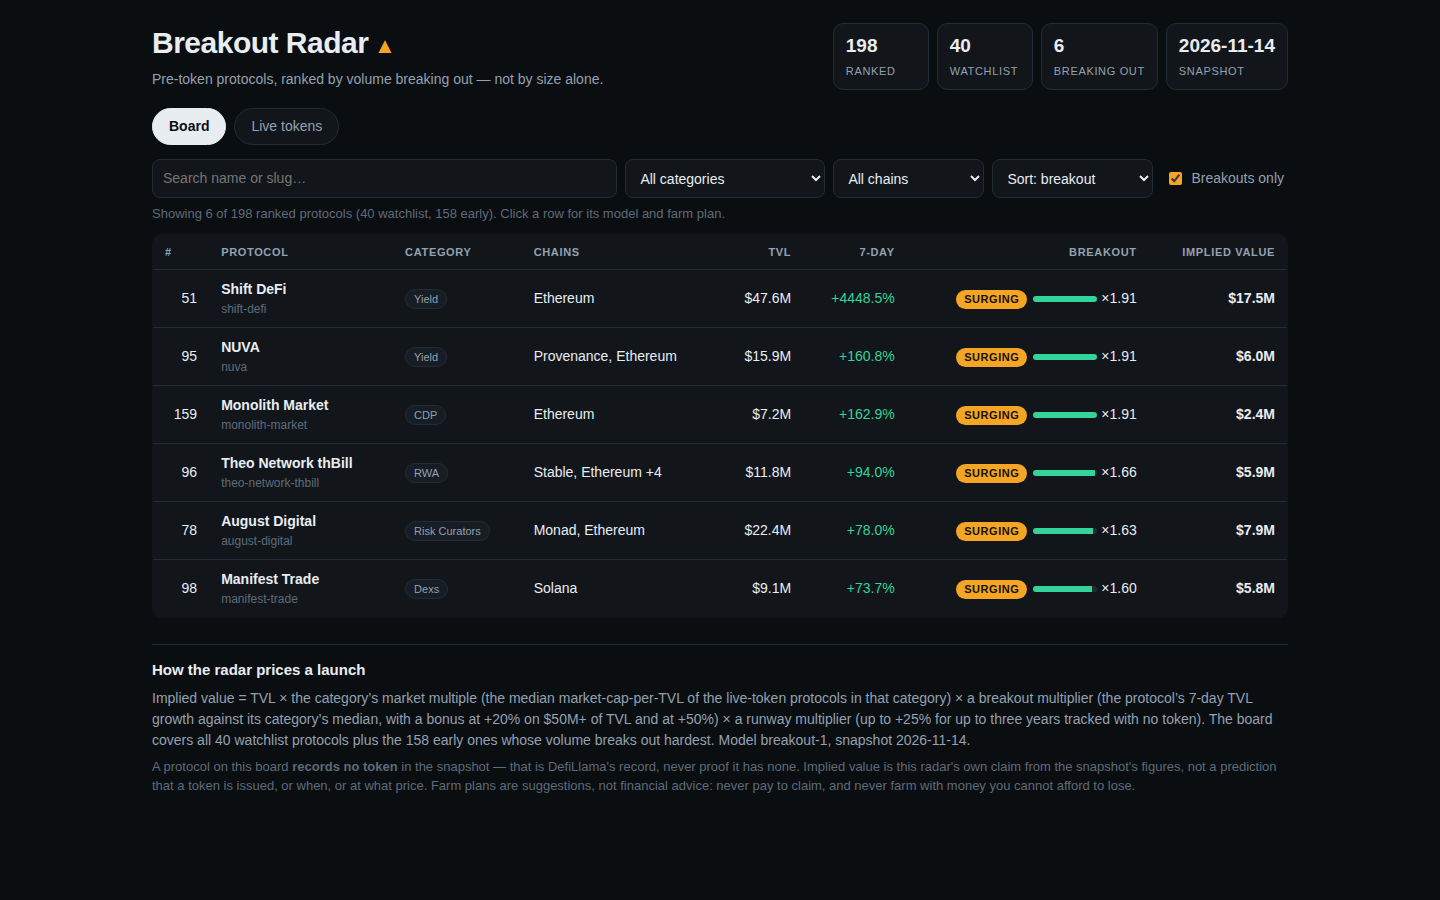 Breakout Radar ▲
Pre-token protocols, ranked by volume breaking out — not by size alone.
198
RANKED
40
WATCHLIST
6
BREAKING OUT
2026-11-14
SNAPSHOT
Board
Live tokens
Search name or slug…
All categories
All chains
Sort: breakout
Breakouts only
Showing 6 of 198 ranked protocols (40 watchlist, 158 early). Click a row for its model and farm plan.
# PROTOCOL CATEGORY CHAINS TVL 7-DAY BREAKOUT IMPLIED VALUE
51 Shift DeFi Yield Ethereum $47.6M +4448.5% SURGING ×1.91 $17.5M
shift-defi
95 NUVA Yield Provenance, Ethereum $15.9M +160.8% SURGING ×1.91 $6.0M
nuva
159 Monolith Market CDP Ethereum $7.2M +162.9% SURGING ×1.91 $2.4M
monolith-market
96 Theo Network thBill RWA Stable, Ethereum +4 $11.8M +94.0% SURGING ×1.66 $5.9M
theo-network-thbill
78 August Digital Risk Curators Monad, Ethereum $22.4M +78.0% SURGING ×1.63 $7.9M
august-digital
98 Manifest Trade Dexs Solana $9.1M +73.7% SURGING ×1.60 $5.8M
manifest-trade
How the radar prices a launch
Implied value = TVL × the category's market multiple (the median market-cap-per-TVL of the live-token protocols in that category) × a breakout multiplier (the protocol's 7-day TVL
growth against its category's median, with a bonus at +20% on $50M+ of TVL and at +50%) × a runway multiplier (up to +25% for up to three years tracked with no token). The board
covers all 40 watchlist protocols plus the 158 early ones whose volume breaks out hardest. Model breakout-1, snapshot 2026-11-14.
A protocol on this board records no token in the snapshot — that is DefiLlama's record, never proof it has none. Implied value is this radar's own claim from the snapshot's figures, not a prediction
that a token is issued, or when, or at what price. Farm plans are suggestions, not financial advice: never pay to claim, and never farm with money you cannot afford to lose.